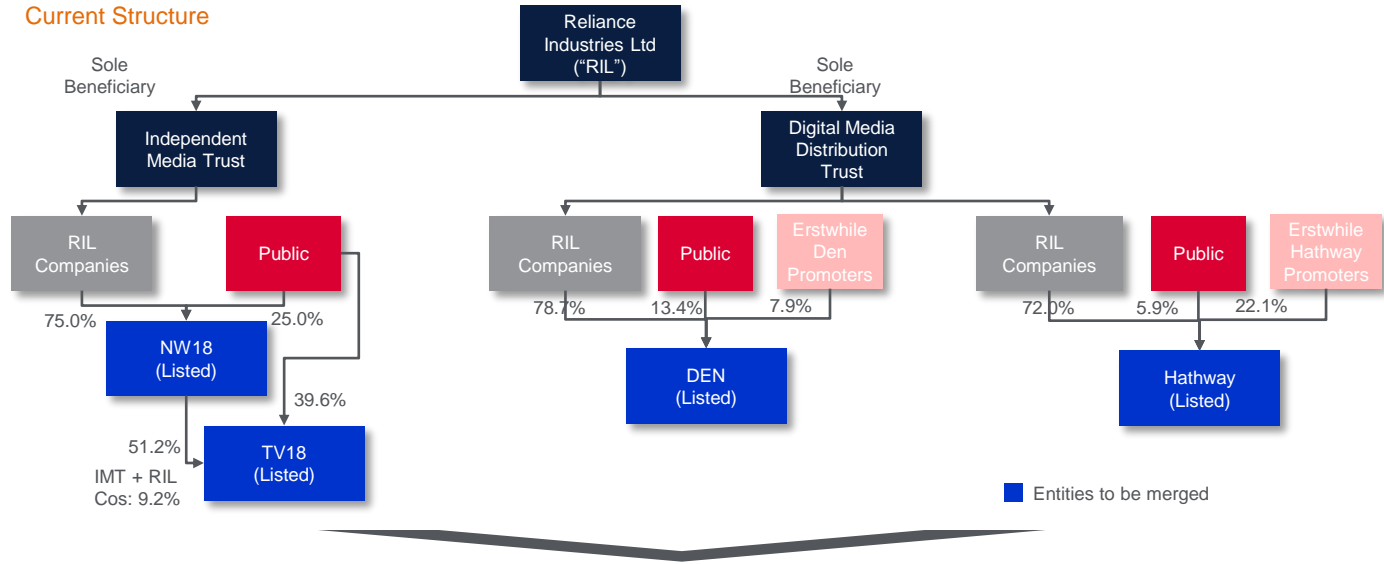 Current Structure
Reliance
Industries Ltd
(“RIL”)
Sole
Beneficiary
Sole
Beneficiary
Independent
Media Trust
Digital Media
Distribution
Trust
RIL
Companies
Public
RIL
Companies
Public
Erstwhile
Den
Promoters
RIL
Companies
Public
Erstwhile
Hathway
Promoters
75.0%
25.0%
78.7%
13.4%
7.9%
72.0%
5.9%
22.1%
NW18
(Listed)
DEN
(Listed)
Hathway
(Listed)
39.6%
51.2%
TV18
(Listed)
IMT + RIL
Cos: 9.2%
Entities to be merged